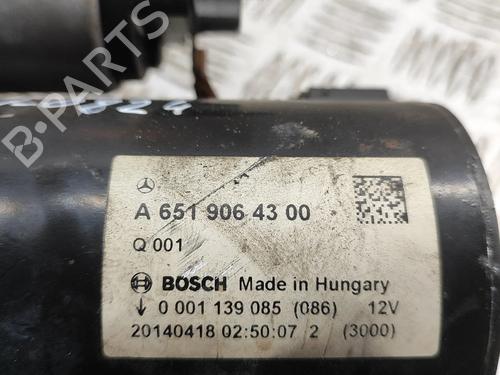 B-PARTS
824
A 651 906 43 00
Q 001
BOSCH Made in Hungary
0 001 139 085 (086) 12V
20140418 02:50:07 2 (3000)